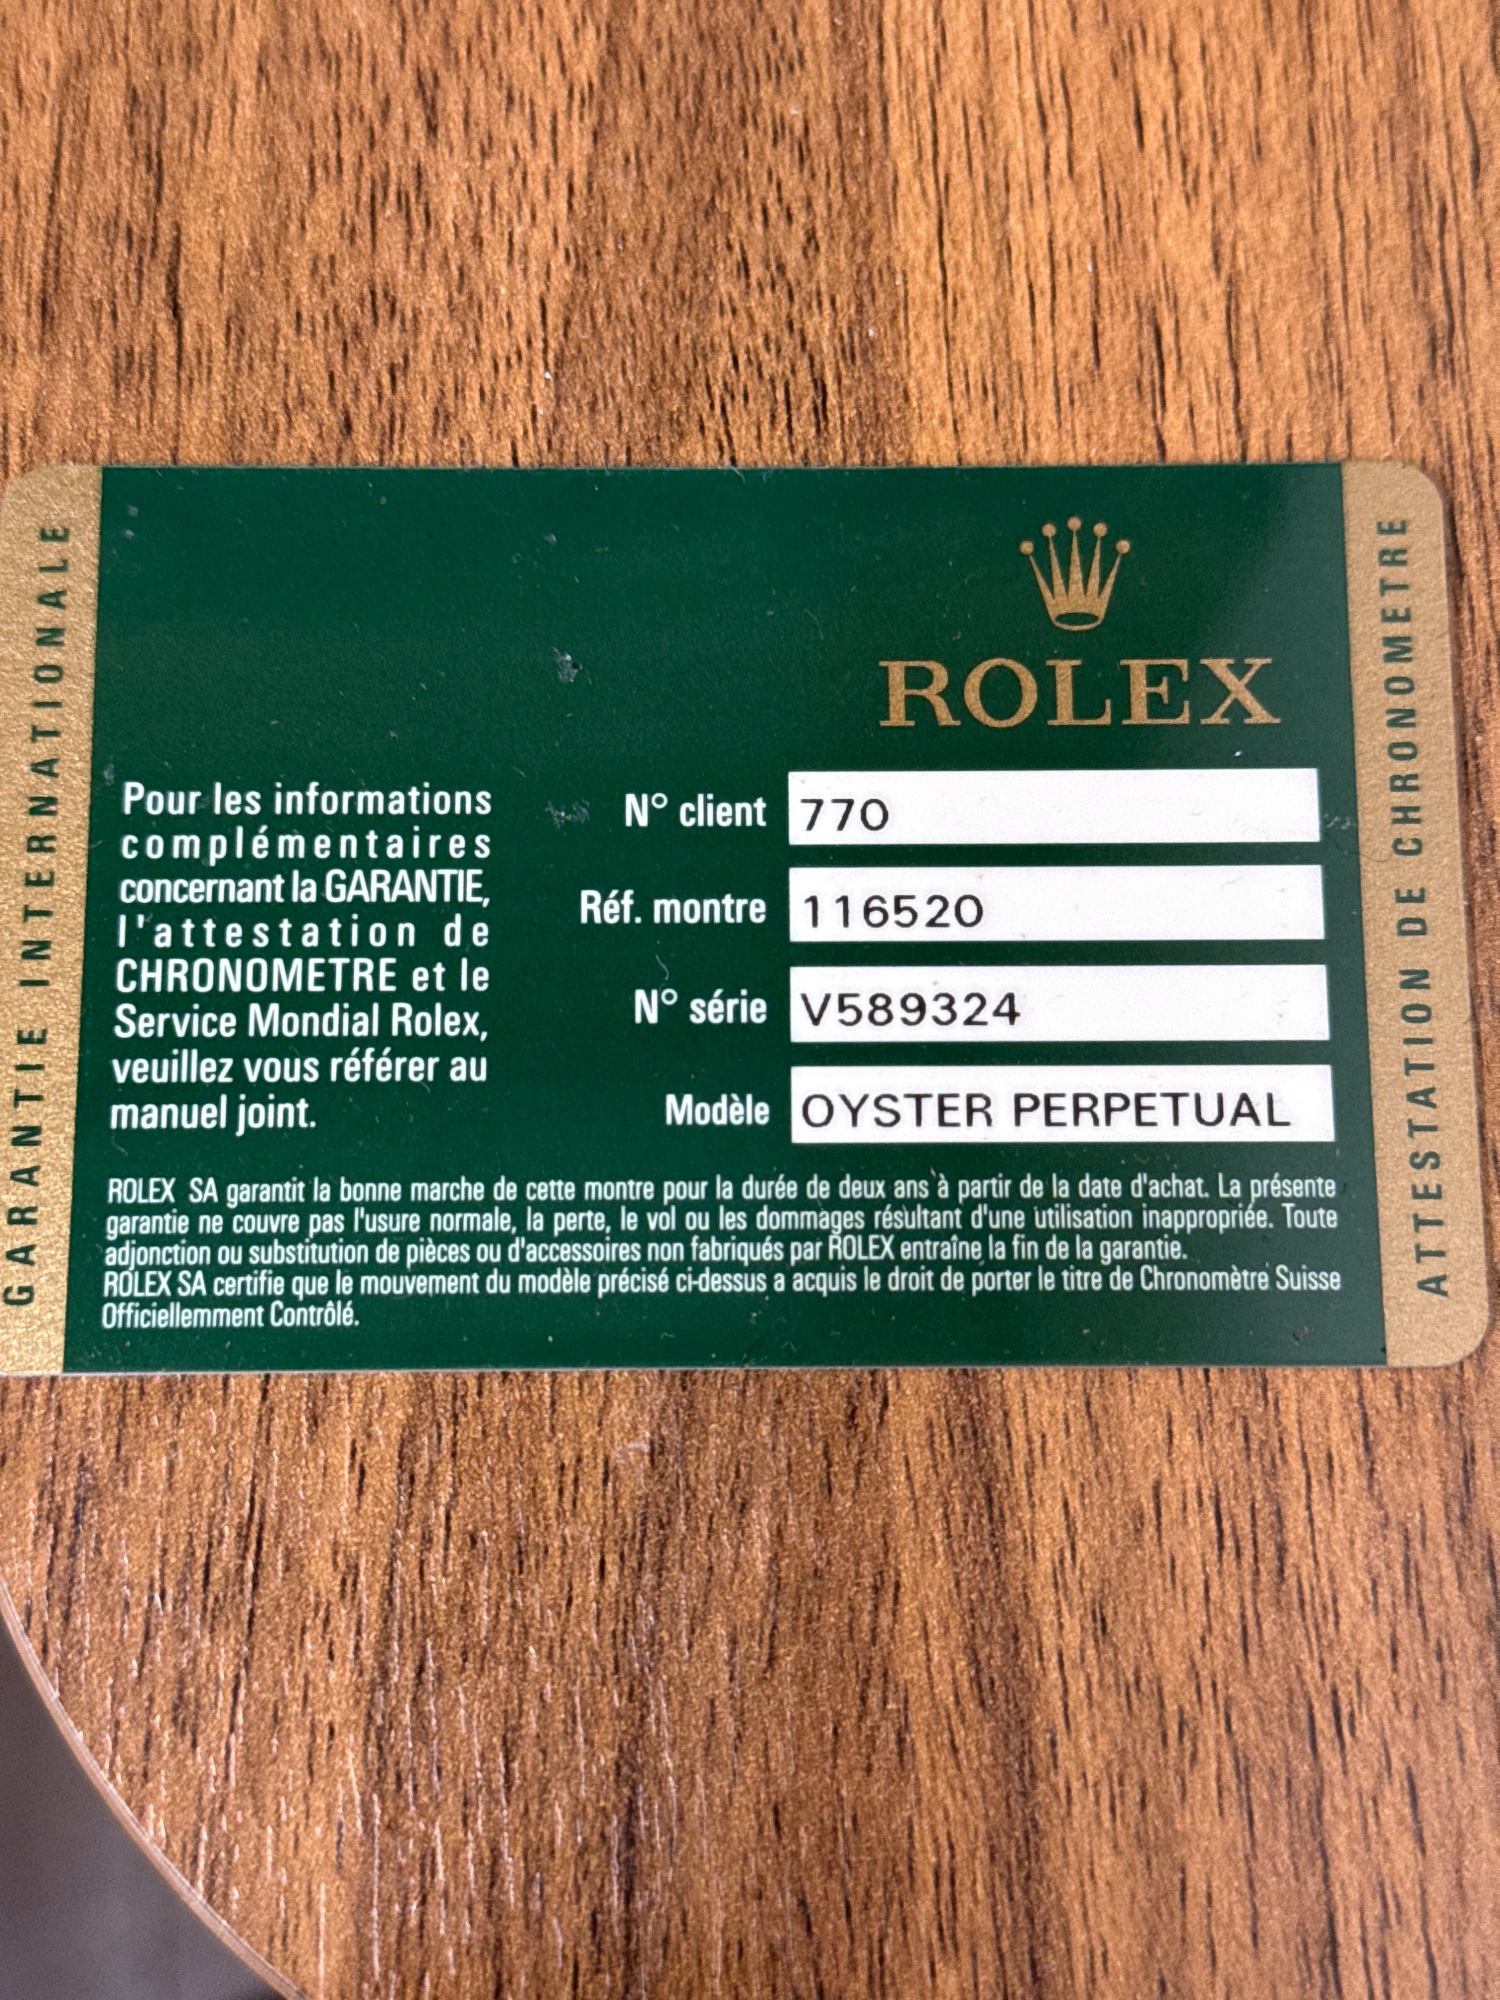 ROLEX
GARANTIE INTERNATIONALE
Pour les informations
complémentaires
concernant la GARANTIE,
l'attestation de
CHRONOMETRE et le
Service Mondial Rolex,
veuillez vous référer au
manuel joint.
N° client 770
Réf. montre 116520
N° série V589324
Modèle OYSTER PERPETUAL
ROLEX SA garantit la bonne marche de cette montre pour la durée de deux ans à partir de la date d'achat. La présente
garantie ne couvre pas l'usure normale, la perte, le vol ou les dommages résultant d'une utilisation inappropriée. Toute
adjonction ou substitution de pièces ou d'accessoires non fabriqués par ROLEX entraîne la fin de la garantie.
ROLEX SA certifie que le mouvement du modèle précisé ci-dessus a acquis le droit de porter le titre de Chronomètre Suisse
Officiellemment Contrôlé.
ATTESTATION DE CHRONOMETRE